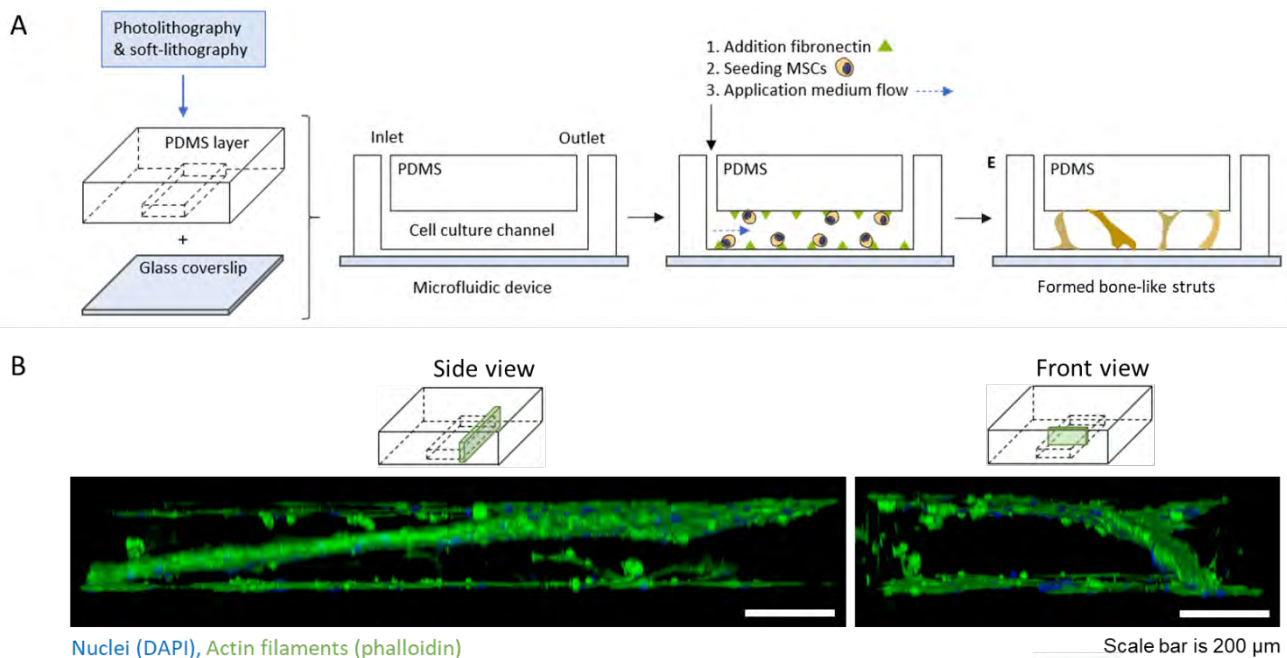 A
Photolithography
& soft-lithography
PDMS layer
+
Glass coverslip
Inlet
Outlet
PDMS
Cell culture channel
Microfluidic device
1. Addition fibronectin
2. Seeding MSCs
3. Application medium flow
PDMS
E
PDMS
Formed bone-like struts
B
Side view
Front view
Nuclei (DAPI), Actin filaments (phalloidin)
Scale bar is 200 µm